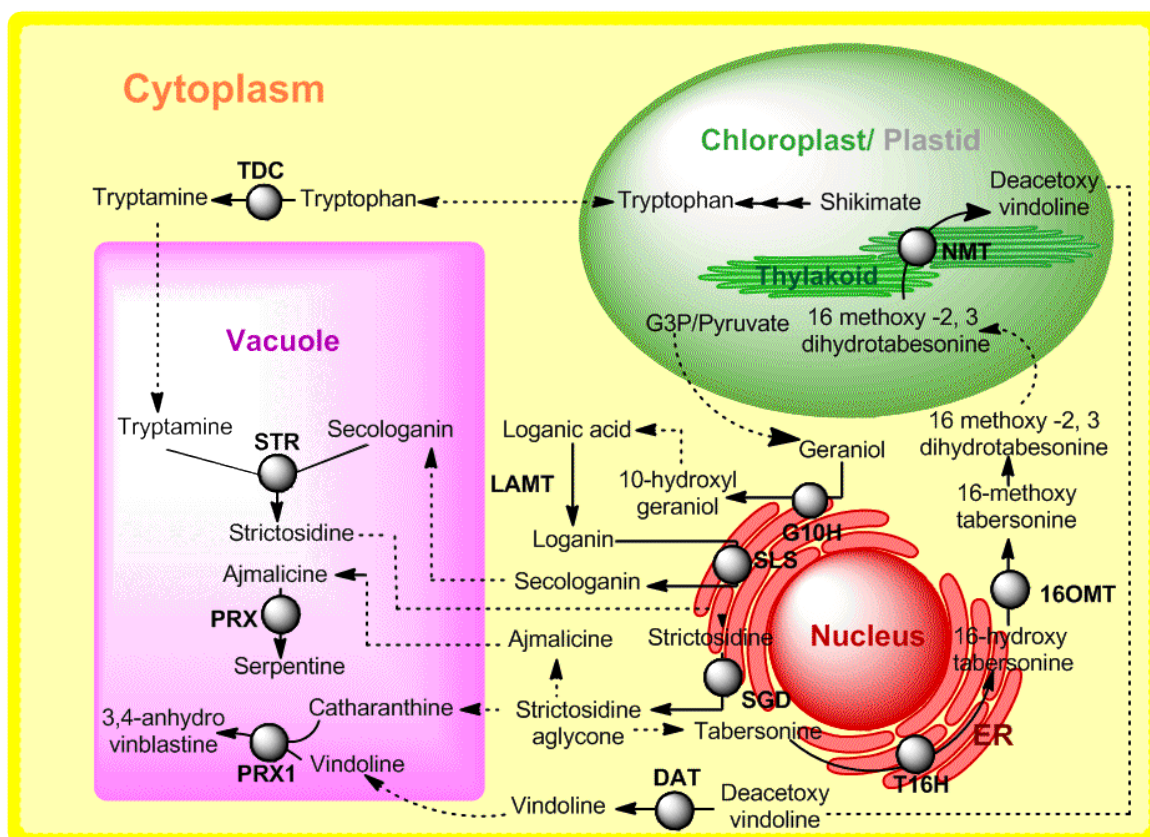 Cytoplasm
Chloroplast/ Plastid
TDC
Tryptamine
Tryptophan
Tryptophan
Shikimate
Deacetoxy
vindoline
NMT
Thylakoid
G3P/Pyruvate
16 methoxy -2, 3
dihydrotabesonine
Vacuole
Tryptamine
STR
Secologanin
Strictosidine
Ajmalicine
PRX
Serpentine
Catharanthine
3,4-anhydro
vinblastine
PRX1
Vindoline
Loganic acid
LAMT
10-hydroxyl
geraniol
Geraniol
G10H
Loganin
SLS
Secologanin
Ajmalicine
Strictosidine
SGD
Strictosidine
aglycone
Tabersonine
Nucleus
ER
T16H
16 methoxy -2, 3
dihydrotabesonine
16-methoxy
tabersonine
16OMT
16-hydroxy
tabersonine
DAT
Vindoline
Deacetoxy
vindoline